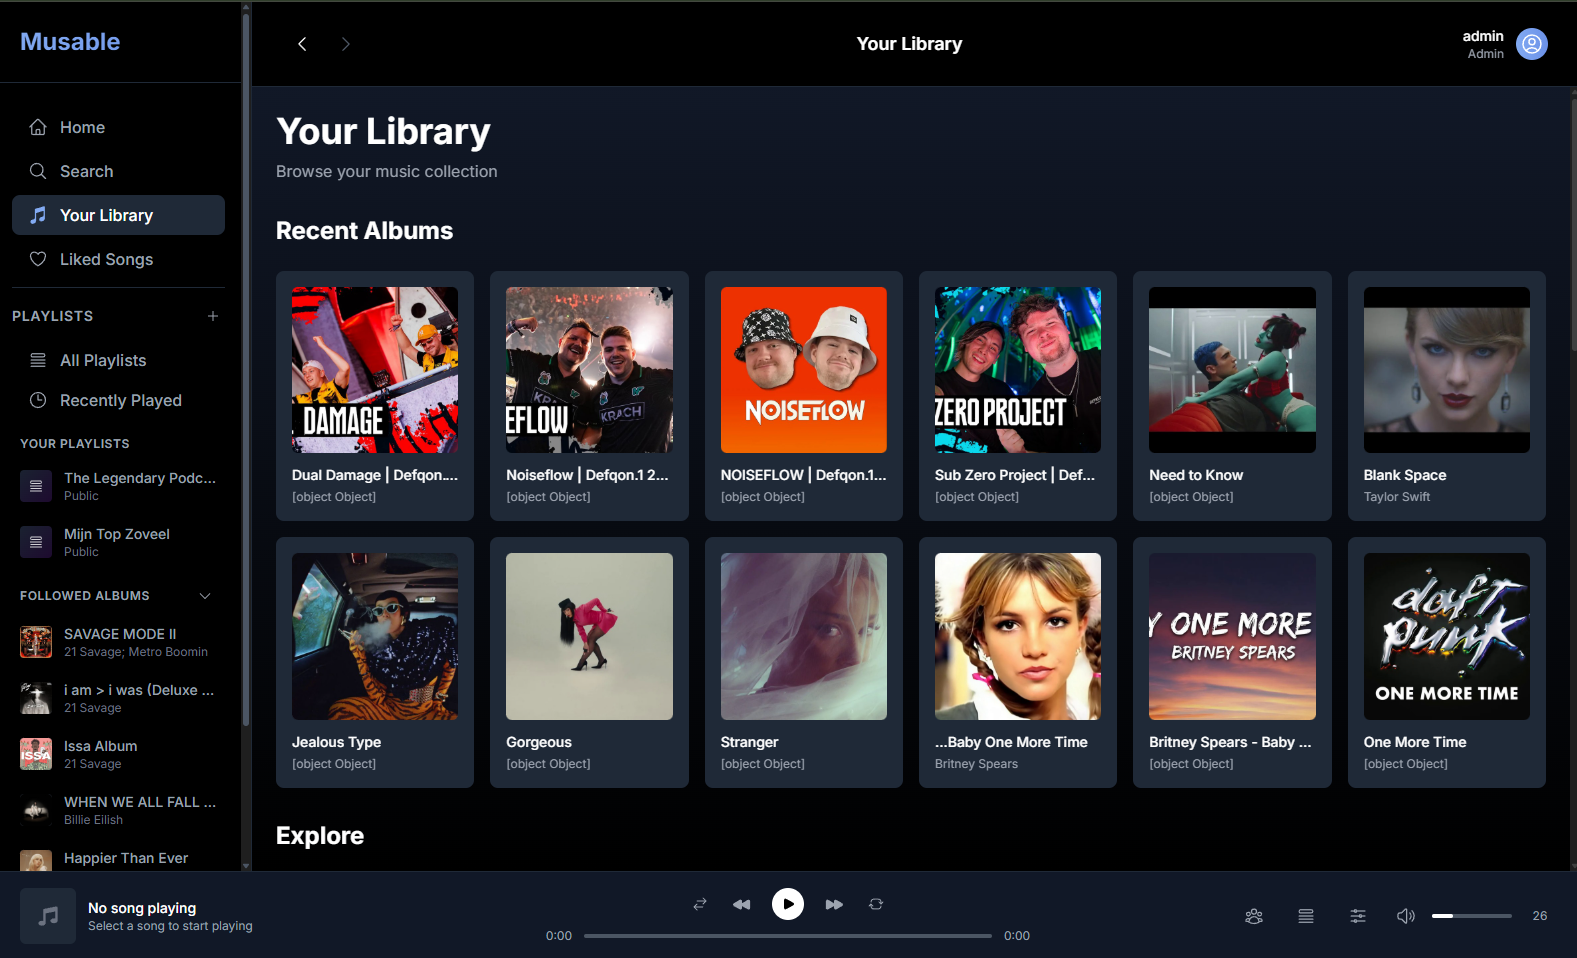 Musable
Your Library
admin
Admin
Home
Search
Your Library
Liked Songs
PLAYLISTS
All Playlists
Recently Played
YOUR PLAYLISTS
The Legendary Podc...
Public
Mijn Top Zoveel
Public
FOLLOWED ALBUMS
SAVAGE MODE II
21 Savage; Metro Boomin
i am > i was (Deluxe ...
21 Savage
ISSA
Issa Album
21 Savage
WHEN WE ALL FALL ...
Billie Eilish
Happier Than Ever
Your Library
Browse your music collection
Recent Albums
DAMAGE
Dual Damage | Defqon....
[object Object]
EFLOW
KRACH
Noiseflow | Defqon.1 2...
[object Object]
NOISEFLOW
NOISEFLOW | Defqon.1...
[object Object]
ZERO PROJECT
Sub Zero Project | Def...
[object Object]
Need to Know
[object Object]
Blank Space
Taylor Swift
Jealous Type
[object Object]
Gorgeous
[object Object]
Stranger
[object Object]
...Baby One More Time
Britney Spears
Y ONE MORE
BRITNEY SPEARS
Britney Spears - Baby ...
[object Object]
daft
punk
ONE MORE TIME
One More Time
[object Object]
Explore
No song playing
Select a song to start playing
0:00
0:00
26